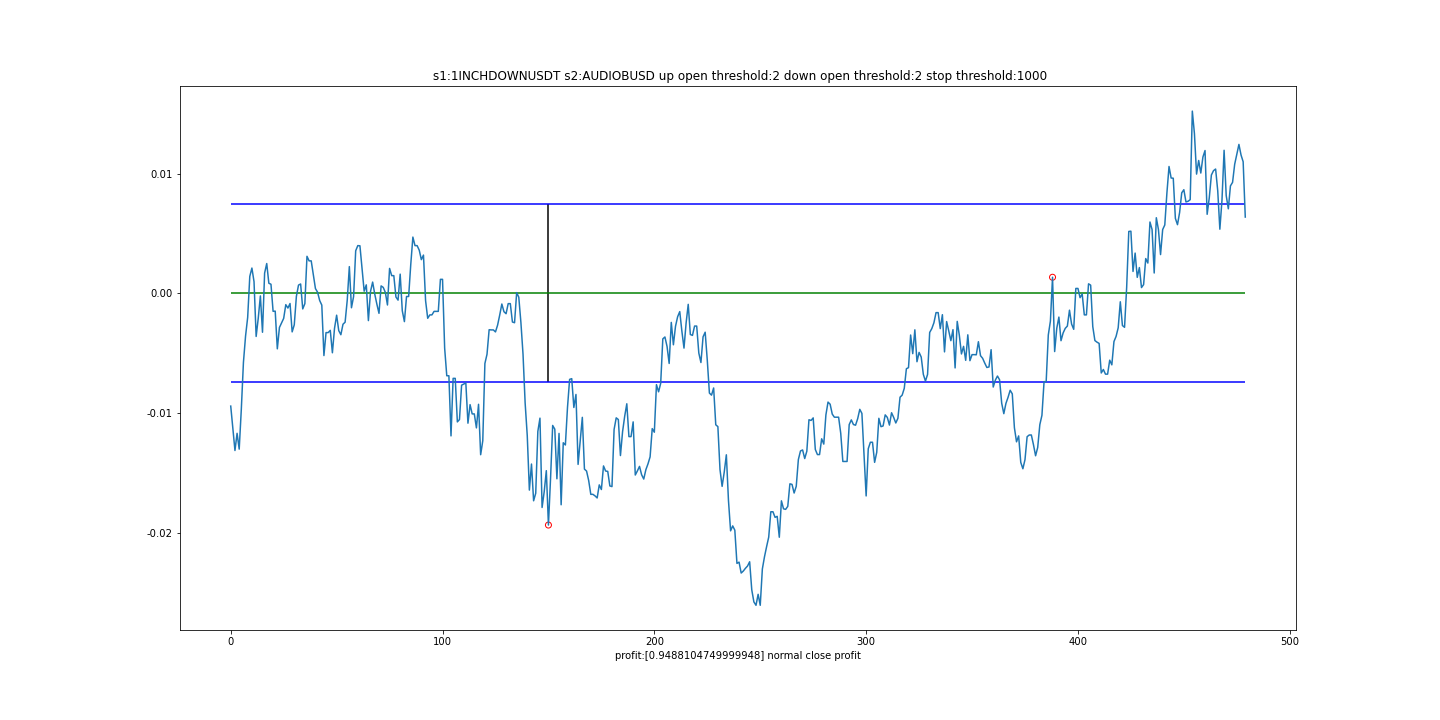 s1:1INCHDOWNUSDT s2:AUDIOBUSD up open threshold:2 down open threshold:2 stop threshold:1000
0.01
0.00
-0.01
-0.02
0 100 200 300 400 500
profit:[0.9488104749999948] normal close profit